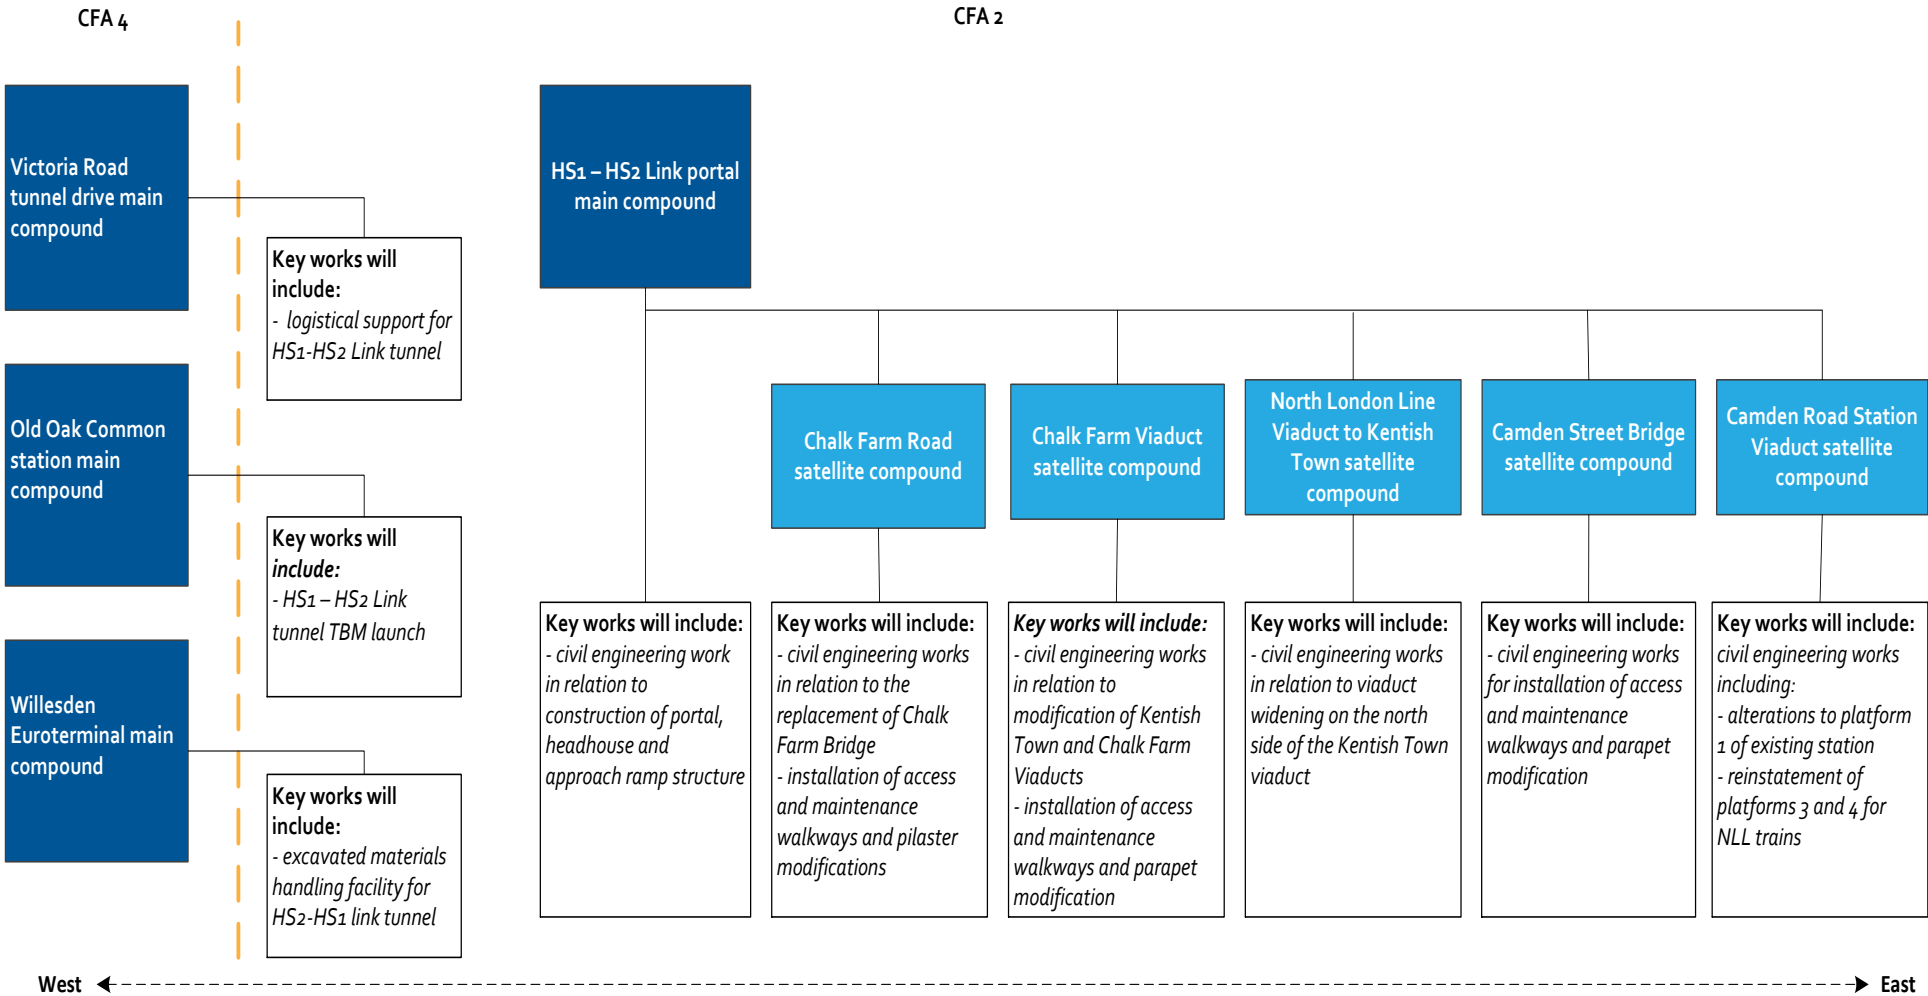 CFA 4
CFA 2
Victoria Road
tunnel drive main
compound
Key works will
include:
- logistical support for
HS1-HS2 Link tunnel
Old Oak Common
station main
compound
Key works will
include:
- HS1 – HS2 Link
tunnel TBM launch
Willesden
Euroterminal main
compound
Key works will
include:
- excavated materials
handling facility for
HS2-HS1 link tunnel
HS1 – HS2 Link portal
main compound
Key works will include:
- civil engineering work
in relation to
construction of portal,
headhouse and
approach ramp structure
Chalk Farm Road
satellite compound
Key works will include:
- civil engineering works
in relation to the
replacement of Chalk
Farm Bridge
- installation of access
and maintenance
walkways and pilaster
modifications
Chalk Farm Viaduct
satellite compound
Key works will include:
- civil engineering works
in relation to
modification of Kentish
Town and Chalk Farm
Viaducts
- installation of access
and maintenance
walkways and parapet
modification
North London Line
Viaduct to Kentish
Town satellite
compound
Key works will include:
- civil engineering works
in relation to viaduct
widening on the north
side of the Kentish Town
viaduct
Camden Street Bridge
satellite compound
Key works will include:
- civil engineering works
for installation of access
and maintenance
walkways and parapet
modification
Camden Road Station
Viaduct satellite
compound
Key works will include:
civil engineering works
including:
- alterations to platform
1 of existing station
- reinstatement of
platforms 3 and 4 for
NLL trains
West
East